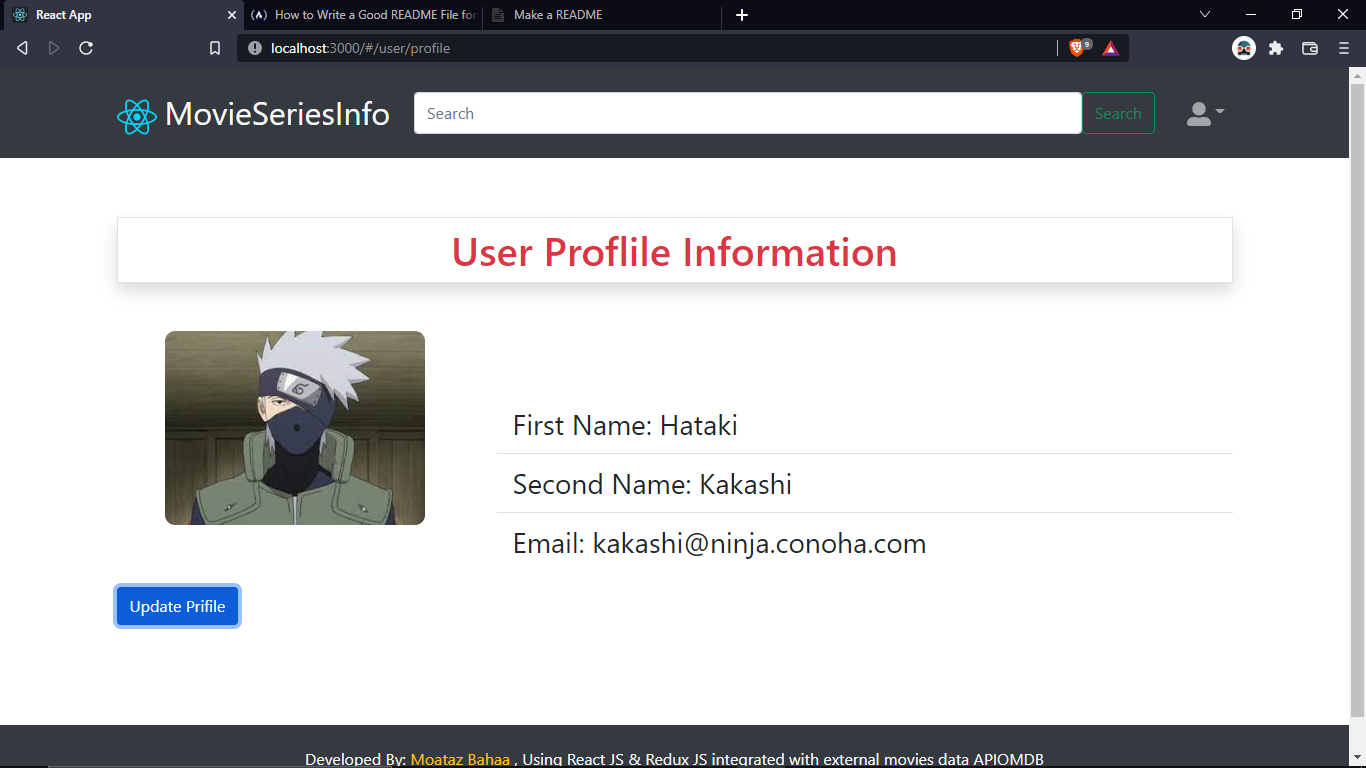 React App
How to Write a Good README File for
Make a README
localhost:3000/#/user/profile
9
MovieSeriesInfo
Search
Search
User Proflile Information
First Name: Hataki
Second Name: Kakashi
Email: kakashi@ninja.conoha.com
Update Prifile
Developed By: Moataz Bahaa , Using React JS & Redux JS integrated with external movies data APIOMDB